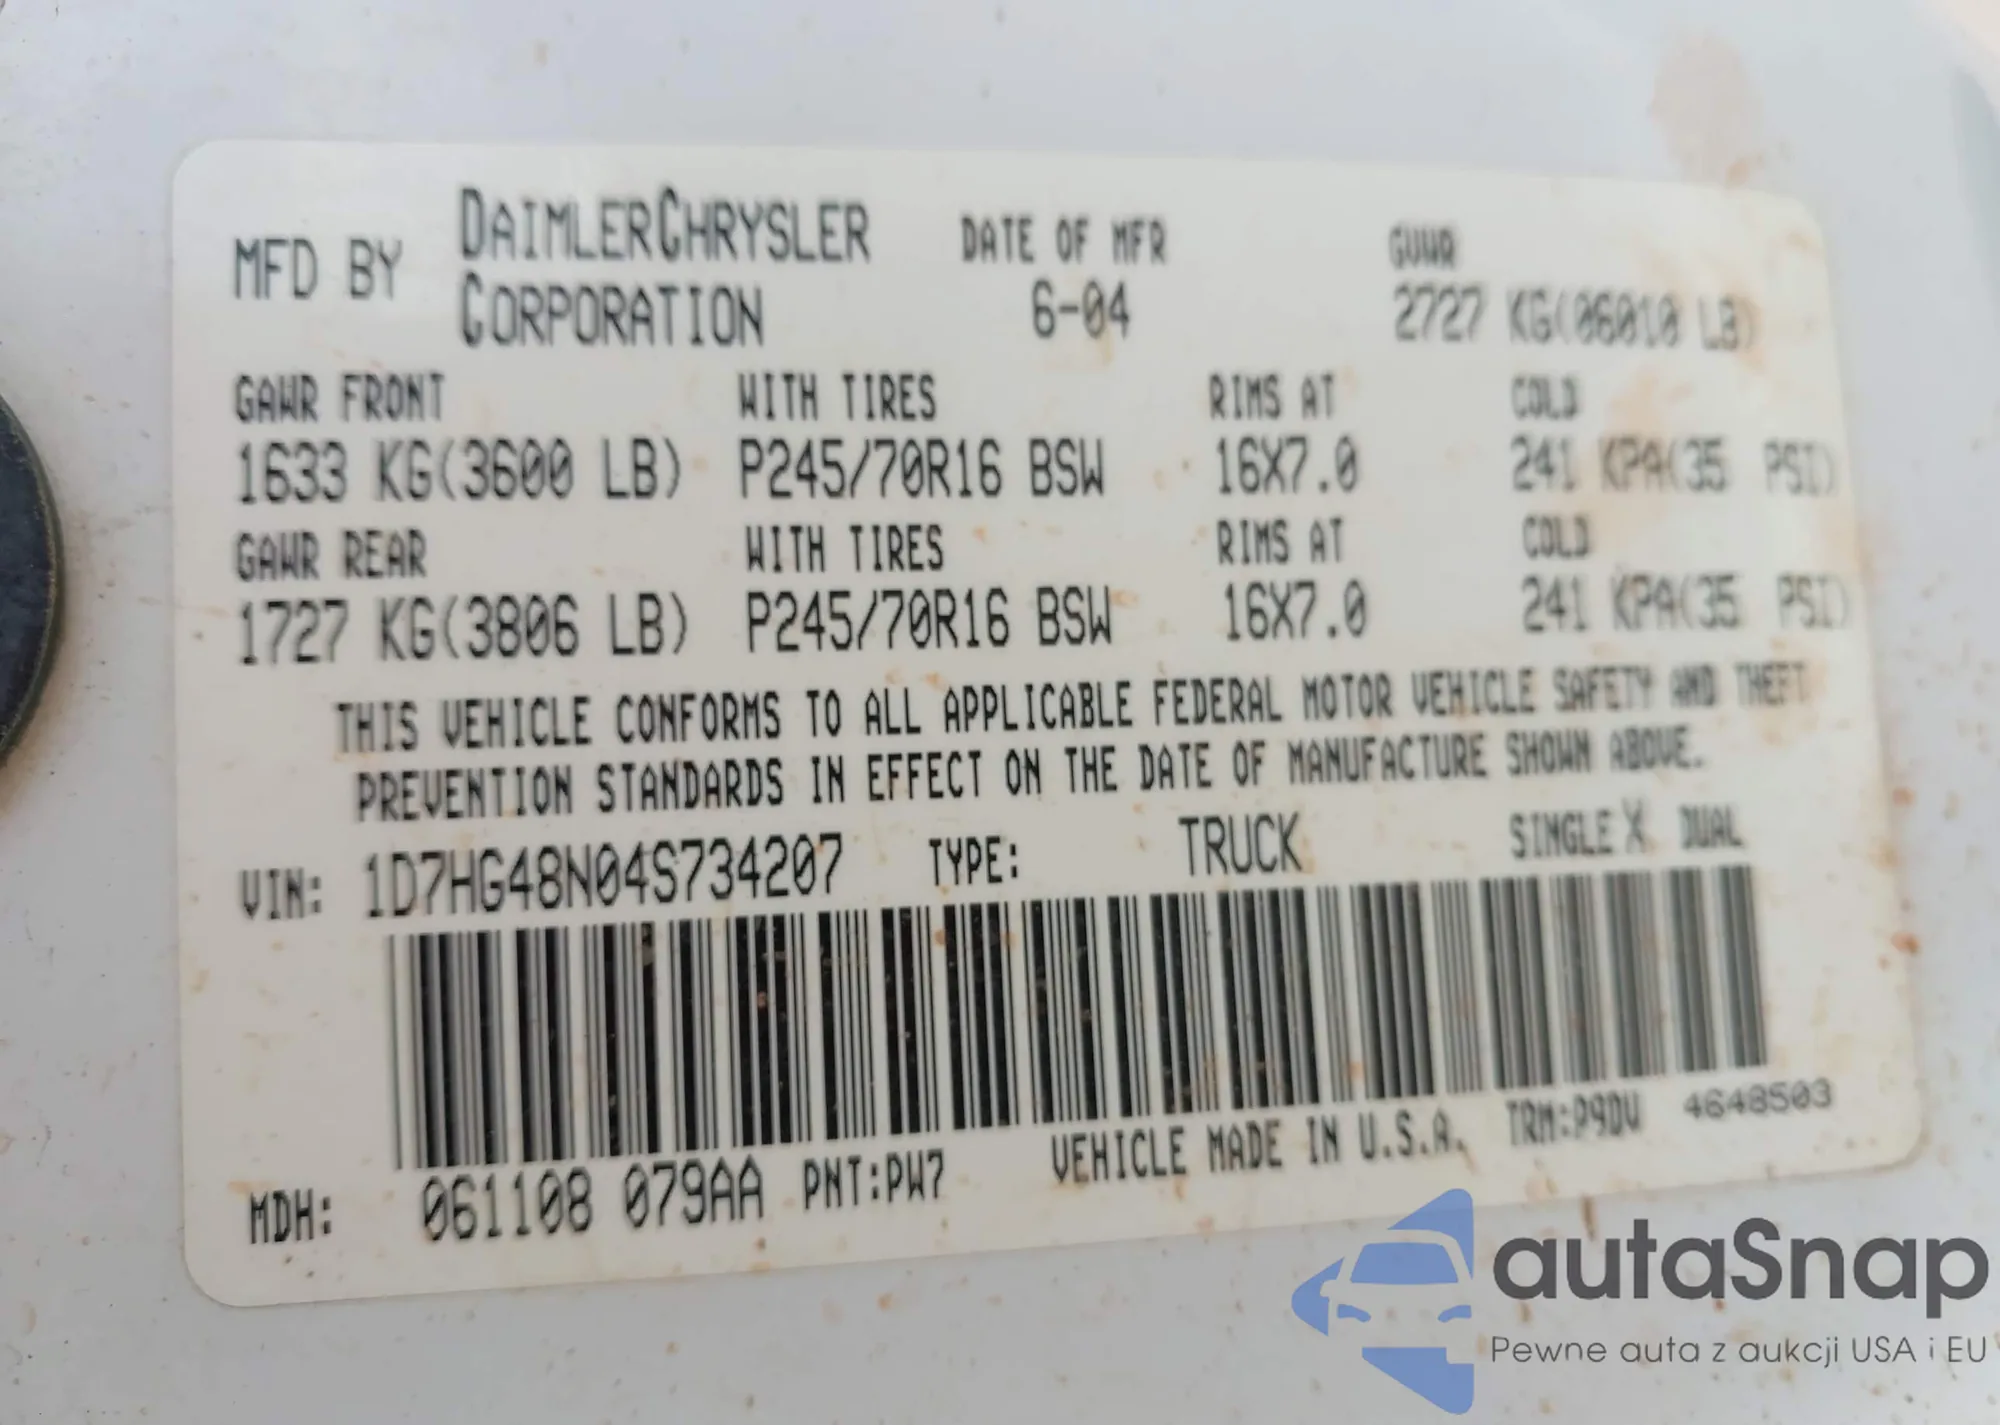 MFD BY DAIMLERCHRYSLER CORPORATION DATE OF MFR 6-04 GVWR 2727 KG(06010 LB)
GAWR FRONT WITH TIRES RIMS AT COLD
1633 KG(3600 LB) P245/70R16 BSW 16X7.0 241 KPA(35 PSI)
GAWR REAR WITH TIRES RIMS AT COLD
1727 KG(3806 LB) P245/70R16 BSW 16X7.0 241 KPA(35 PSI)
THIS VEHICLE CONFORMS TO ALL APPLICABLE FEDERAL MOTOR VEHICLE SAFETY AND THEFT
PREVENTION STANDARDS IN EFFECT ON THE DATE OF MANUFACTURE SHOWN ABOVE.
VIN: 1D7HG48N04S734207 TYPE: TRUCK SINGLE X DUAL
MDH: 061108 079AA PNT:PW7 VEHICLE MADE IN U.S.A. TRM:P9DV 4648503
autaSnap
Pewne auta z aukcji USA i EU